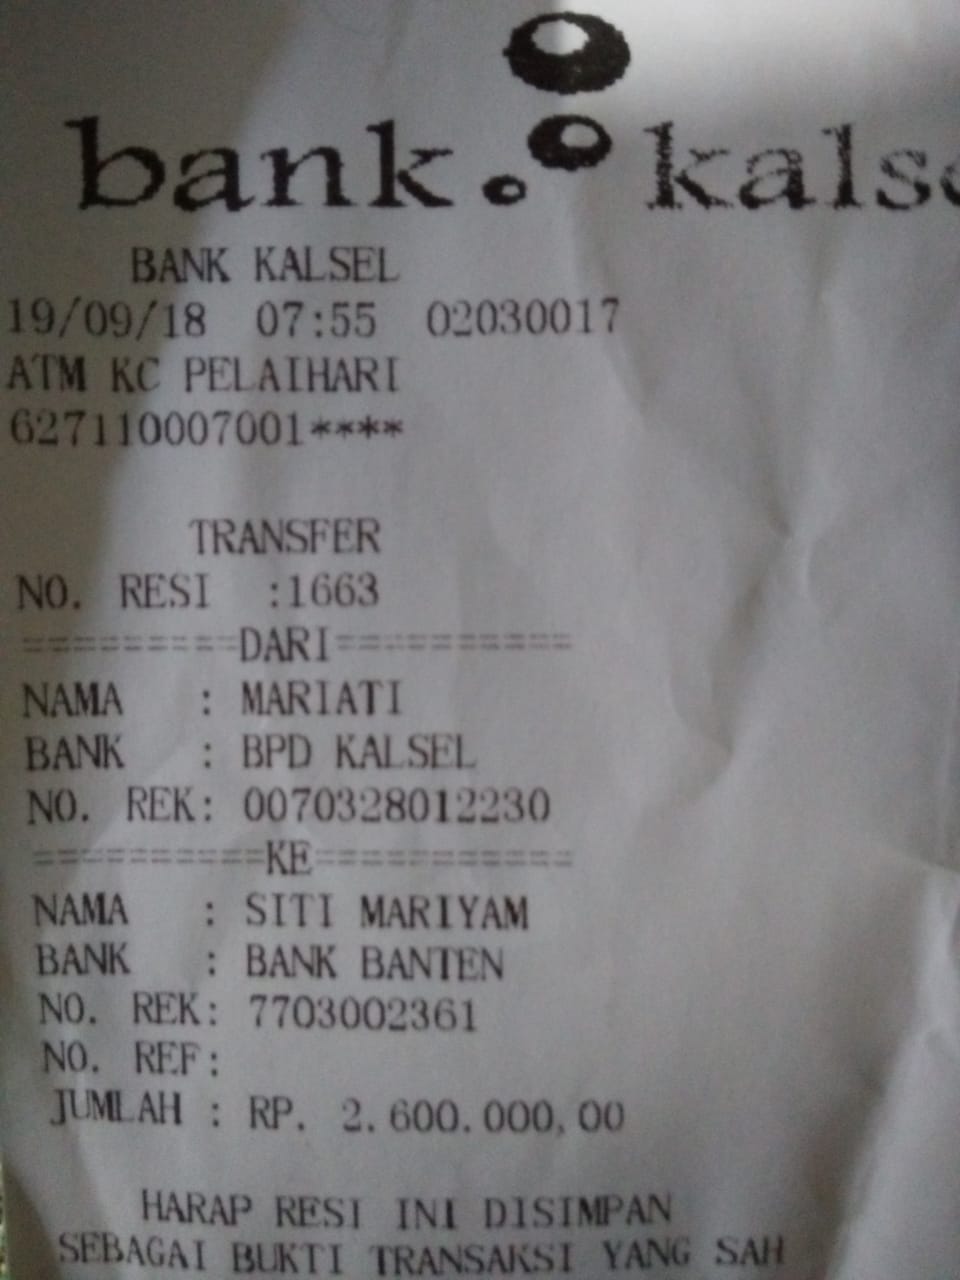 bank kalse
BANK KALSEL
19/09/18 07:55 02030017
ATM KC PELAIHARI
627110007001****
TRANSFER
NO. RESI :1663
=========DARI==========
NAMA : MARIATI
BANK : BPD KALSEL
NO. REK: 0070328012230
==========KE===========
NAMA : SITI MARIYAM
BANK : BANK BANTEN
NO. REK: 7703002361
NO. REF:
JUMLAH : RP. 2.600.000,00
HARAP RESI INI DISIMPAN
SEBAGAI BUKTI TRANSAKSI YANG SAH